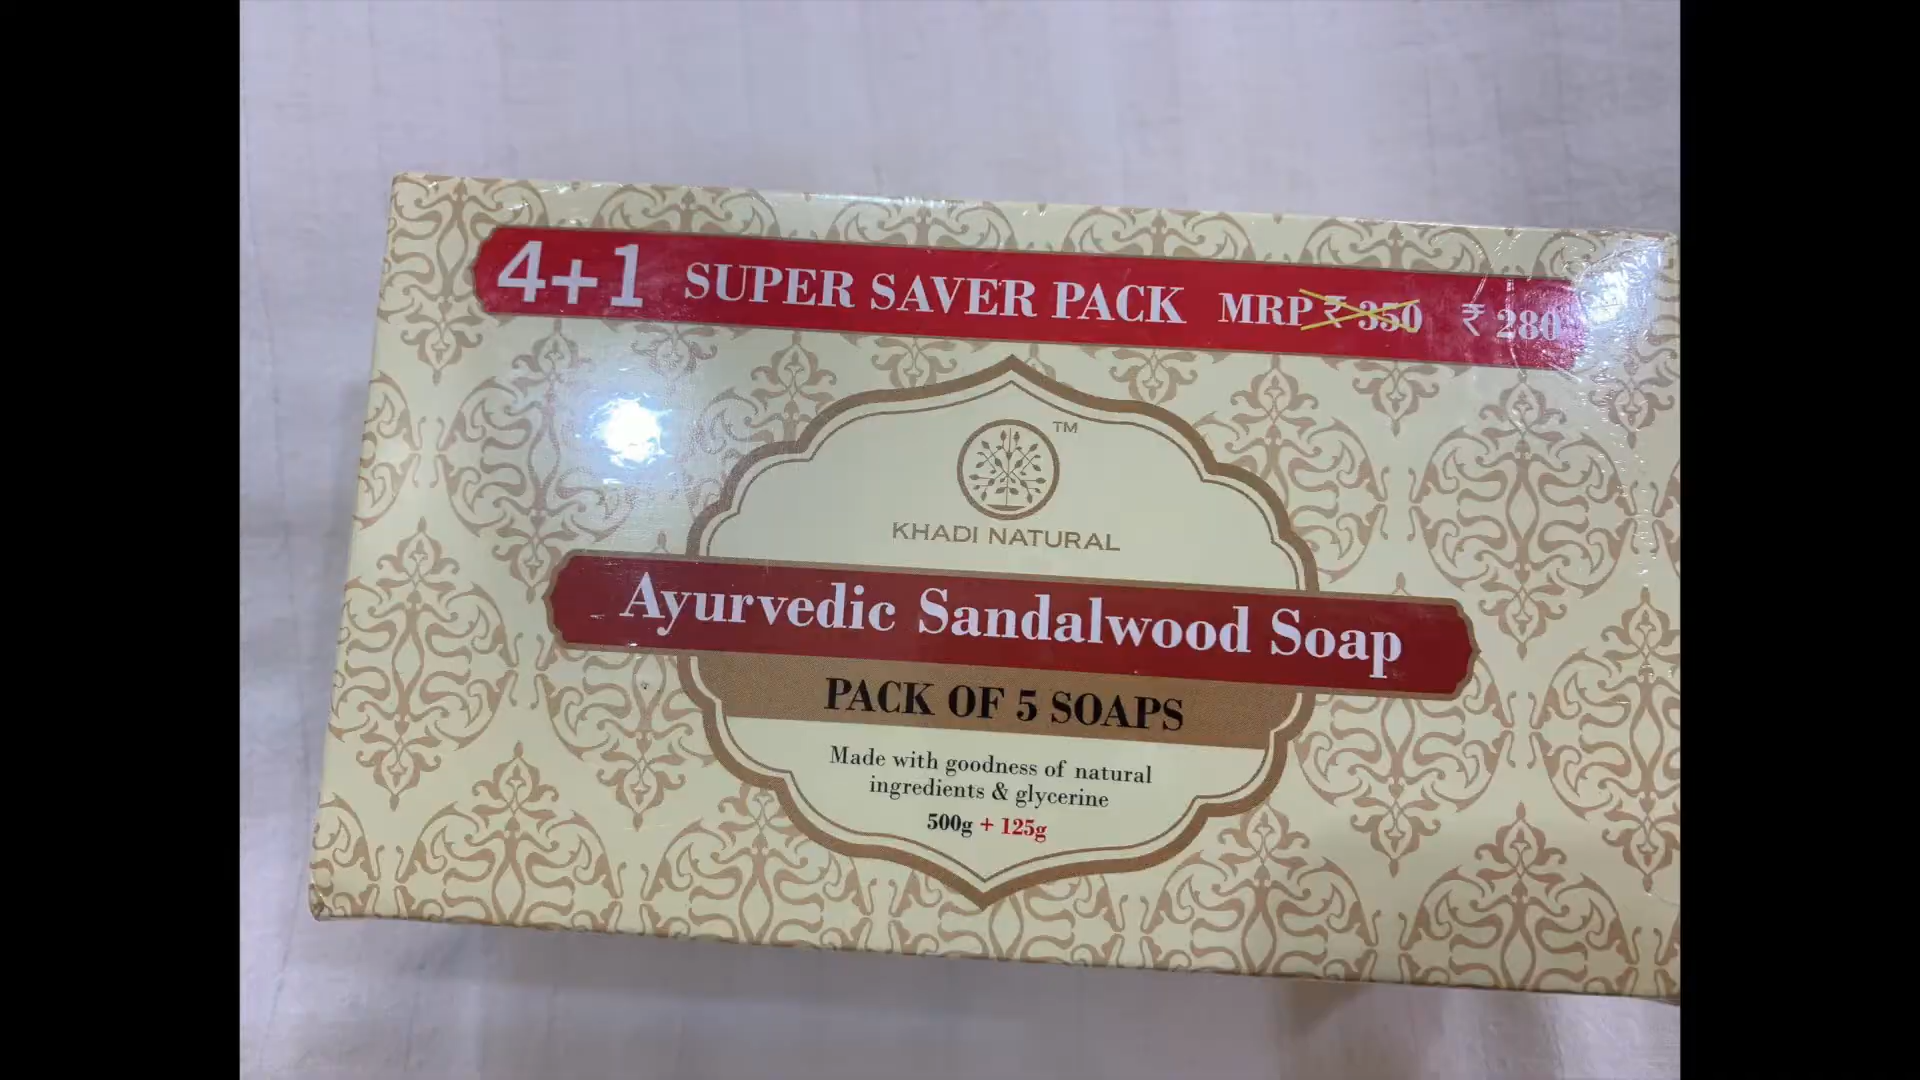 4+1 SUPER SAVER PACK MRP ₹ 350 ₹ 280
TM
KHADI NATURAL
Ayurvedic Sandalwood Soap
PACK OF 5 SOAPS
Made with goodness of natural
ingredients & glycerine
500g + 125g